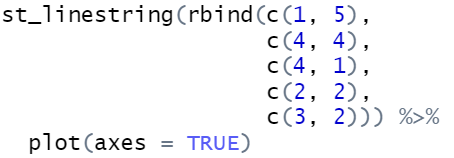 st_linestring(rbind(c(1, 5),
                    c(4, 4),
                    c(4, 1),
                    c(2, 2),
                    c(3, 2))) %>%
  plot(axes = TRUE)